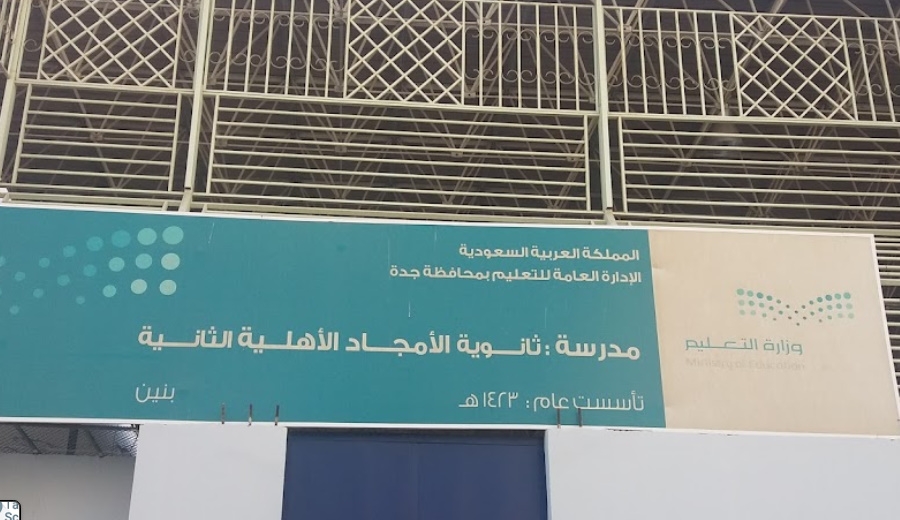 المملكة العربية السعودية
الإدارة العامة للتعليم بمحافظة جدة
مدرسة : ثانوية الأمجاد الأهلية الثانية
تأسست عام : ١٤٢٣ هـ
بنين
وزارة التعليم
Ministry of Education